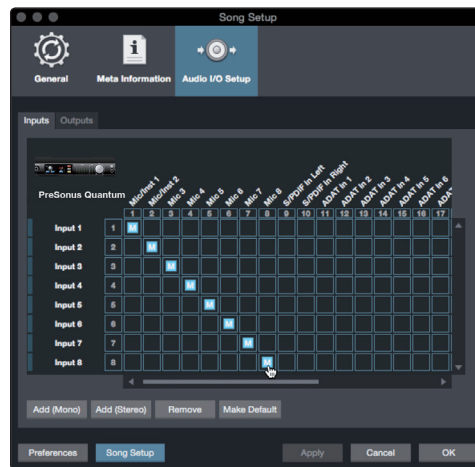 Song Setup
General Meta Information Audio I/O Setup
Inputs Outputs
PreSonus Quantum
Mic/Inst 1 Mic/Inst 2 Mic 3 Mic 4 Mic 5 Mic 6 Mic 7 Mic 8 S/PDIF In Left S/PDIF In Right ADAT In 1 ADAT In 2 ADAT In 3 ADAT In 4 ADAT In 5 ADAT In 6 ADAT
1 2 3 4 5 6 7 8 9 10 11 12 13 14 15 16 17
Input 1 1 M
Input 2 2 M
Input 3 3 M
Input 4 4 M
Input 5 5 M
Input 6 6 M
Input 7 7 M
Input 8 8 M
Add (Mono) Add (Stereo) Remove Make Default
Preferences Song Setup Apply Cancel OK